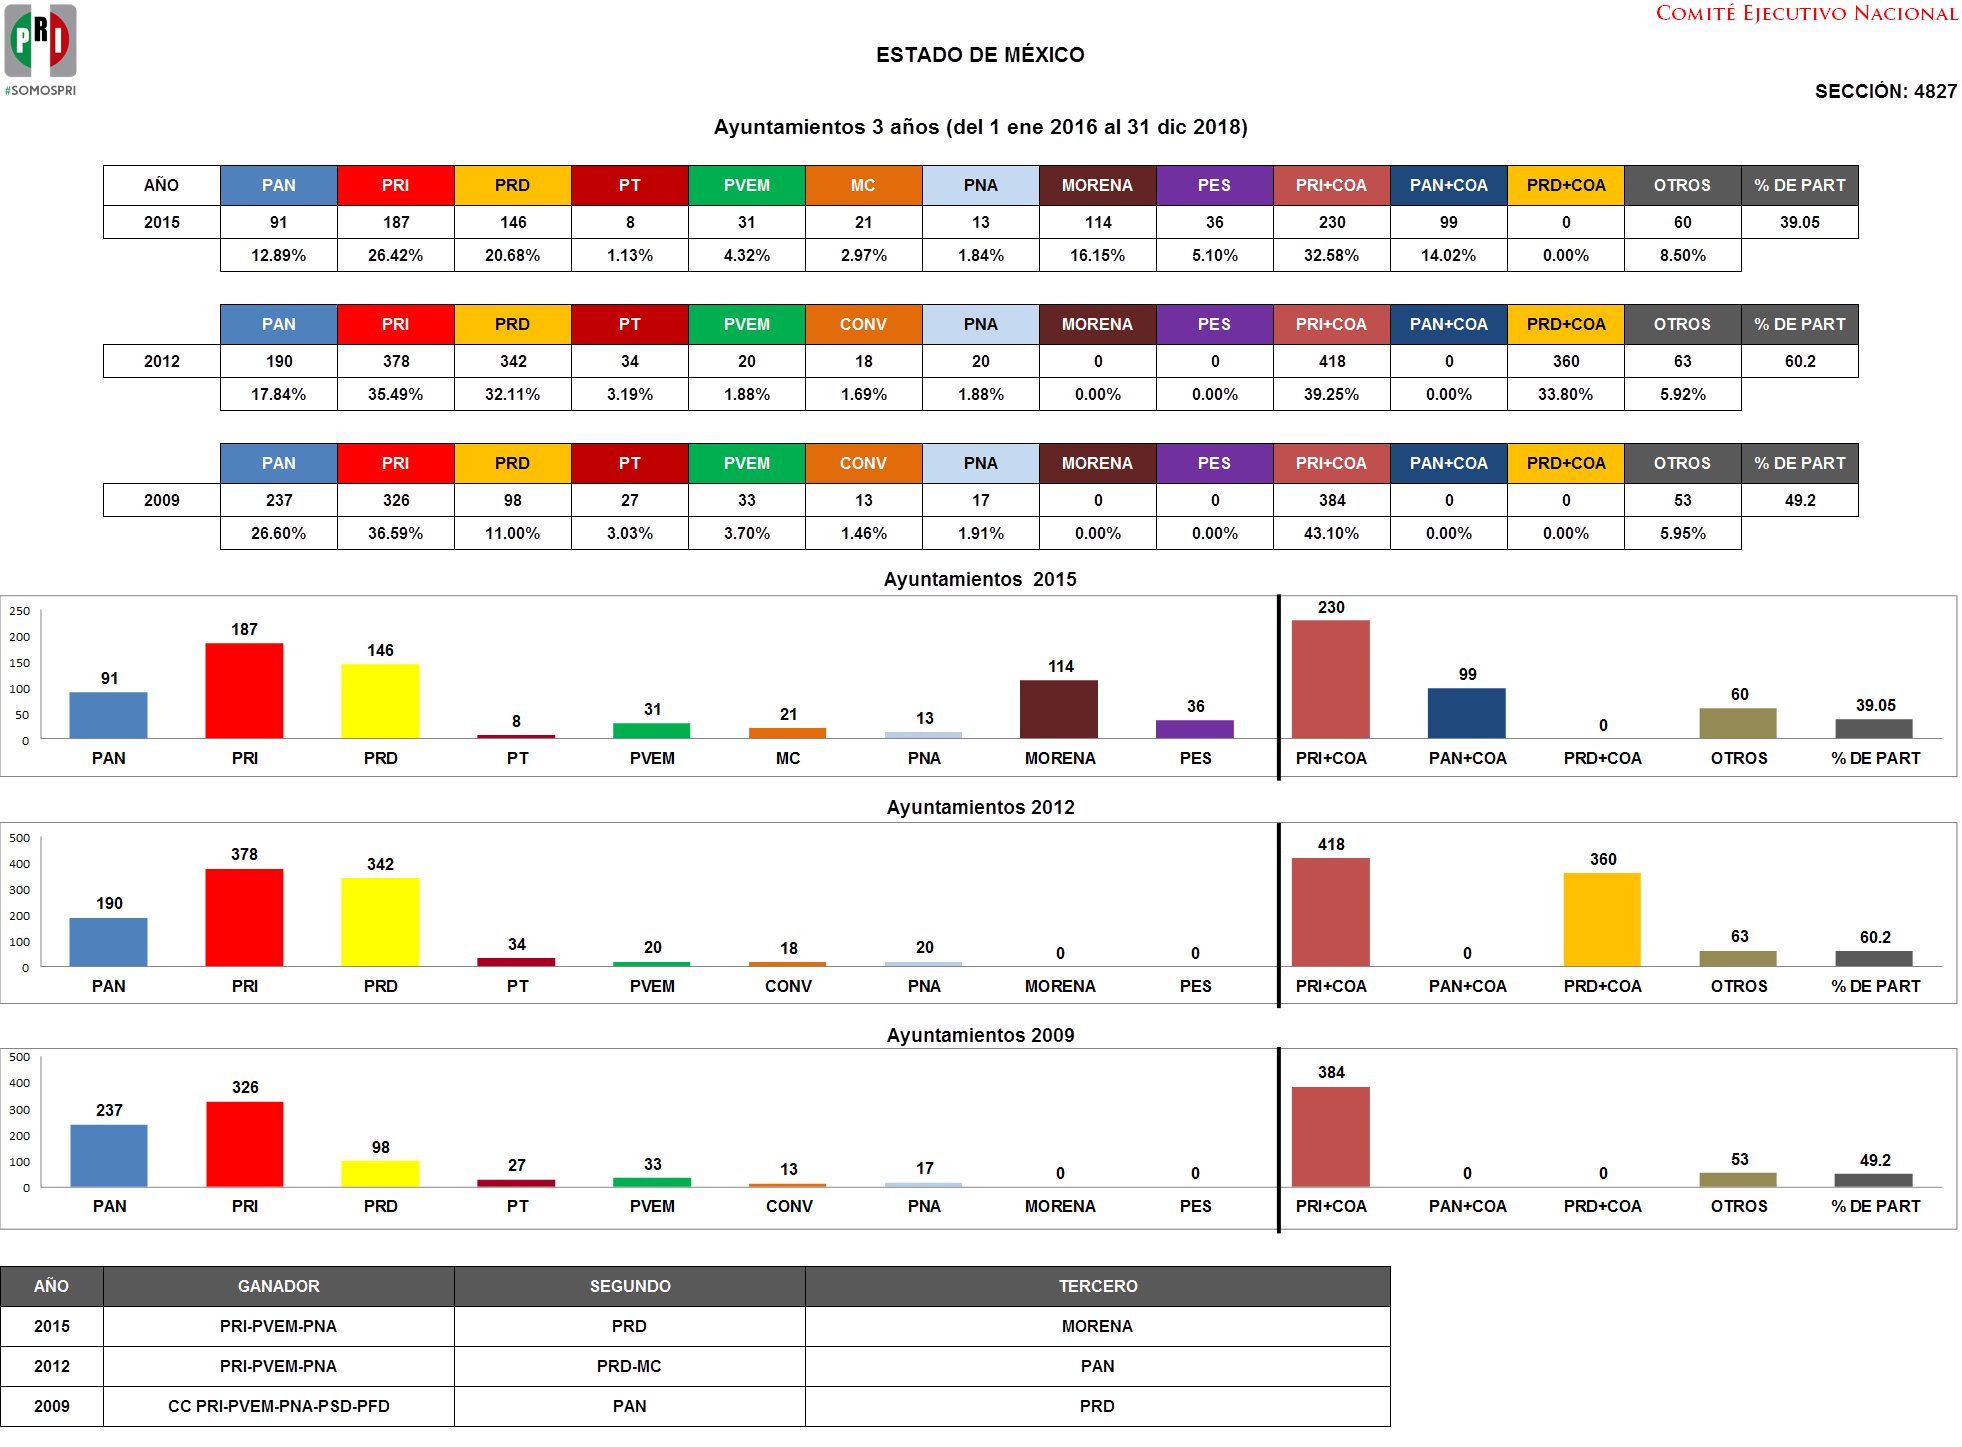 COMITÉ EJECUTIVO NACIONAL
PRI
#SOMOSPRI
ESTADO DE MÉXICO
SECCIÓN: 4827
Ayuntamientos 3 años (del 1 ene 2016 al 31 dic 2018)
AÑO PAN PRI PRD PT PVEM MC PNA MORENA PES PRI+COA PAN+COA PRD+COA OTROS % DE PART
2015 91 187 146 8 31 21 13 114 36 230 99 0 60 39.05
12.89% 26.42% 20.68% 1.13% 4.32% 2.97% 1.84% 16.15% 5.10% 32.58% 14.02% 0.00% 8.50%
PAN PRI PRD PT PVEM CONV PNA MORENA PES PRI+COA PAN+COA PRD+COA OTROS % DE PART
2012 190 378 342 34 20 18 20 0 0 418 0 360 63 60.2
17.84% 35.49% 32.11% 3.19% 1.88% 1.69% 1.88% 0.00% 0.00% 39.25% 0.00% 33.80% 5.92%
PAN PRI PRD PT PVEM CONV PNA MORENA PES PRI+COA PAN+COA PRD+COA OTROS % DE PART
2009 237 326 98 27 33 13 17 0 0 384 0 0 53 49.2
26.60% 36.59% 11.00% 3.03% 3.70% 1.46% 1.91% 0.00% 0.00% 43.10% 0.00% 0.00% 5.95%
Ayuntamientos 2015
250
200
150
100
50
0
91 187 146 8 31 21 13 114 36 230 99 0 60 39.05
PAN PRI PRD PT PVEM MC PNA MORENA PES PRI+COA PAN+COA PRD+COA OTROS % DE PART
Ayuntamientos 2012
500
400
300
200
100
0
190 378 342 34 20 18 20 0 0 418 0 360 63 60.2
PAN PRI PRD PT PVEM CONV PNA MORENA PES PRI+COA PAN+COA PRD+COA OTROS % DE PART
Ayuntamientos 2009
500
400
300
200
100
0
237 326 98 27 33 13 17 0 0 384 0 0 53 49.2
PAN PRI PRD PT PVEM CONV PNA MORENA PES PRI+COA PAN+COA PRD+COA OTROS % DE PART
AÑO GANADOR SEGUNDO TERCERO
2015 PRI-PVEM-PNA PRD MORENA
2012 PRI-PVEM-PNA PRD-MC PAN
2009 CC PRI-PVEM-PNA-PSD-PFD PAN PRD